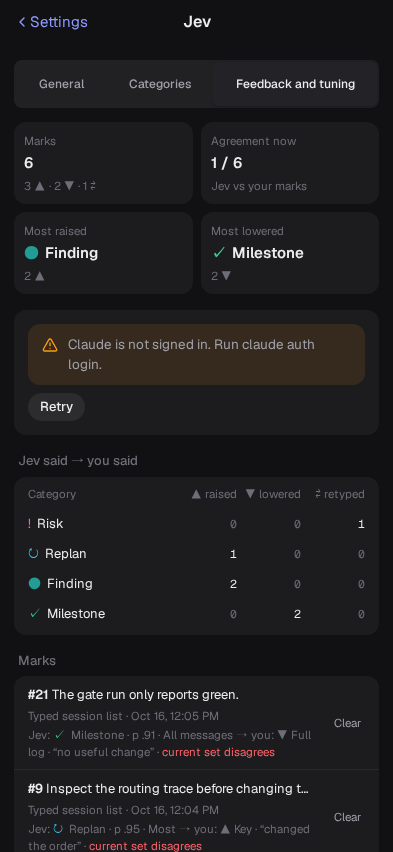 Settings
Jev
General Categories Feedback and tuning
Marks
6
3 ▲ · 2 ▼ · 1 ⇄
Agreement now
1 / 6
Jev vs your marks
Most raised
Finding
2 ▲
Most lowered
✓ Milestone
2 ▼
Claude is not signed in. Run claude auth
login.
Retry
Jev said → you said
Category ▲ raised ▼ lowered ⇄ retyped
! Risk 0 0 1
↻ Replan 1 0 0
Finding 2 0 0
✓ Milestone 0 2 0
Marks
#21 The gate run only reports green.
Typed session list · Oct 16, 12:05 PM
Jev: ✓ Milestone · p .91 · All messages → you: ▼ Full
log · “no useful change” · current set disagrees
Clear
#9 Inspect the routing trace before changing t…
Typed session list · Oct 16, 12:04 PM
Jev: ↻ Replan · p .95 · Most → you: ▲ Key · “changed
the order” · current set disagrees
Clear